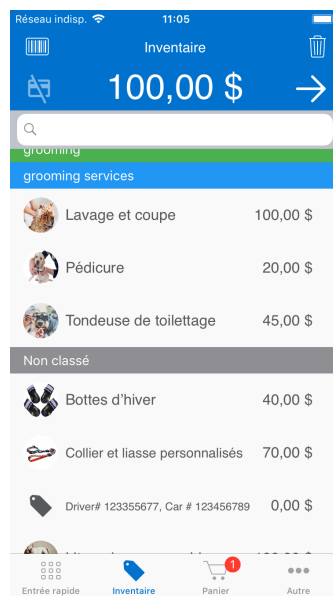 Réseau indisp.
11:05
Inventaire
100,00 $
grooming
grooming services
Lavage et coupe 100,00 $
Pédicure 20,00 $
Tondeuse de toilettage 45,00 $
Non classé
Bottes d'hiver 40,00 $
Collier et liasse personnalisés 70,00 $
Driver# 123355677, Car # 123456789 0,00 $
1
Entrée rapide Inventaire Panier Autre